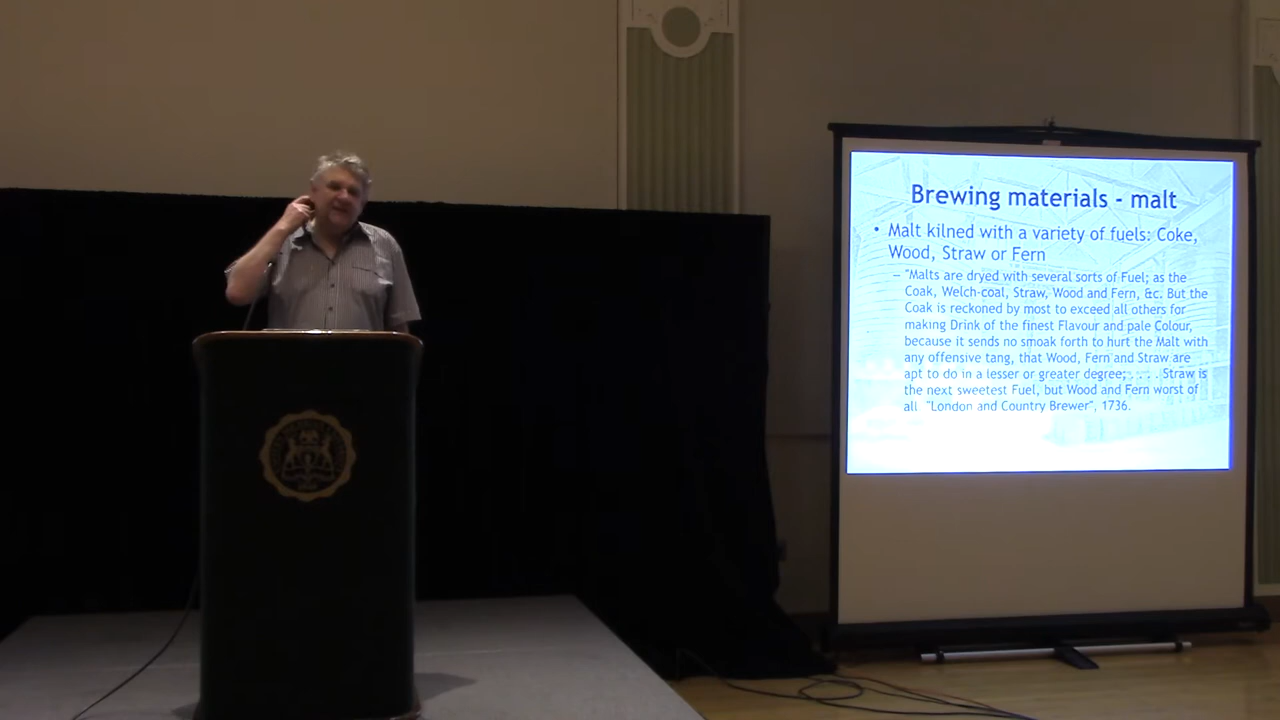 Brewing materials - malt
• Malt kilned with a variety of fuels: Coke,
Wood, Straw or Fern
– "Malts are dryed with several sorts of Fuel; as the
Coak, Welch-coal, Straw, Wood and Fern, &c. But the
Coak is reckoned by most to exceed all others for
making Drink of the finest Flavour and pale Colour,
because it sends no smoak forth to hurt the Malt with
any offensive tang, that Wood, Fern and Straw are
apt to do in a lesser or greater degree; . . . . Straw is
the next sweetest Fuel, but Wood and Fern worst of
all "London and Country Brewer", 1736.